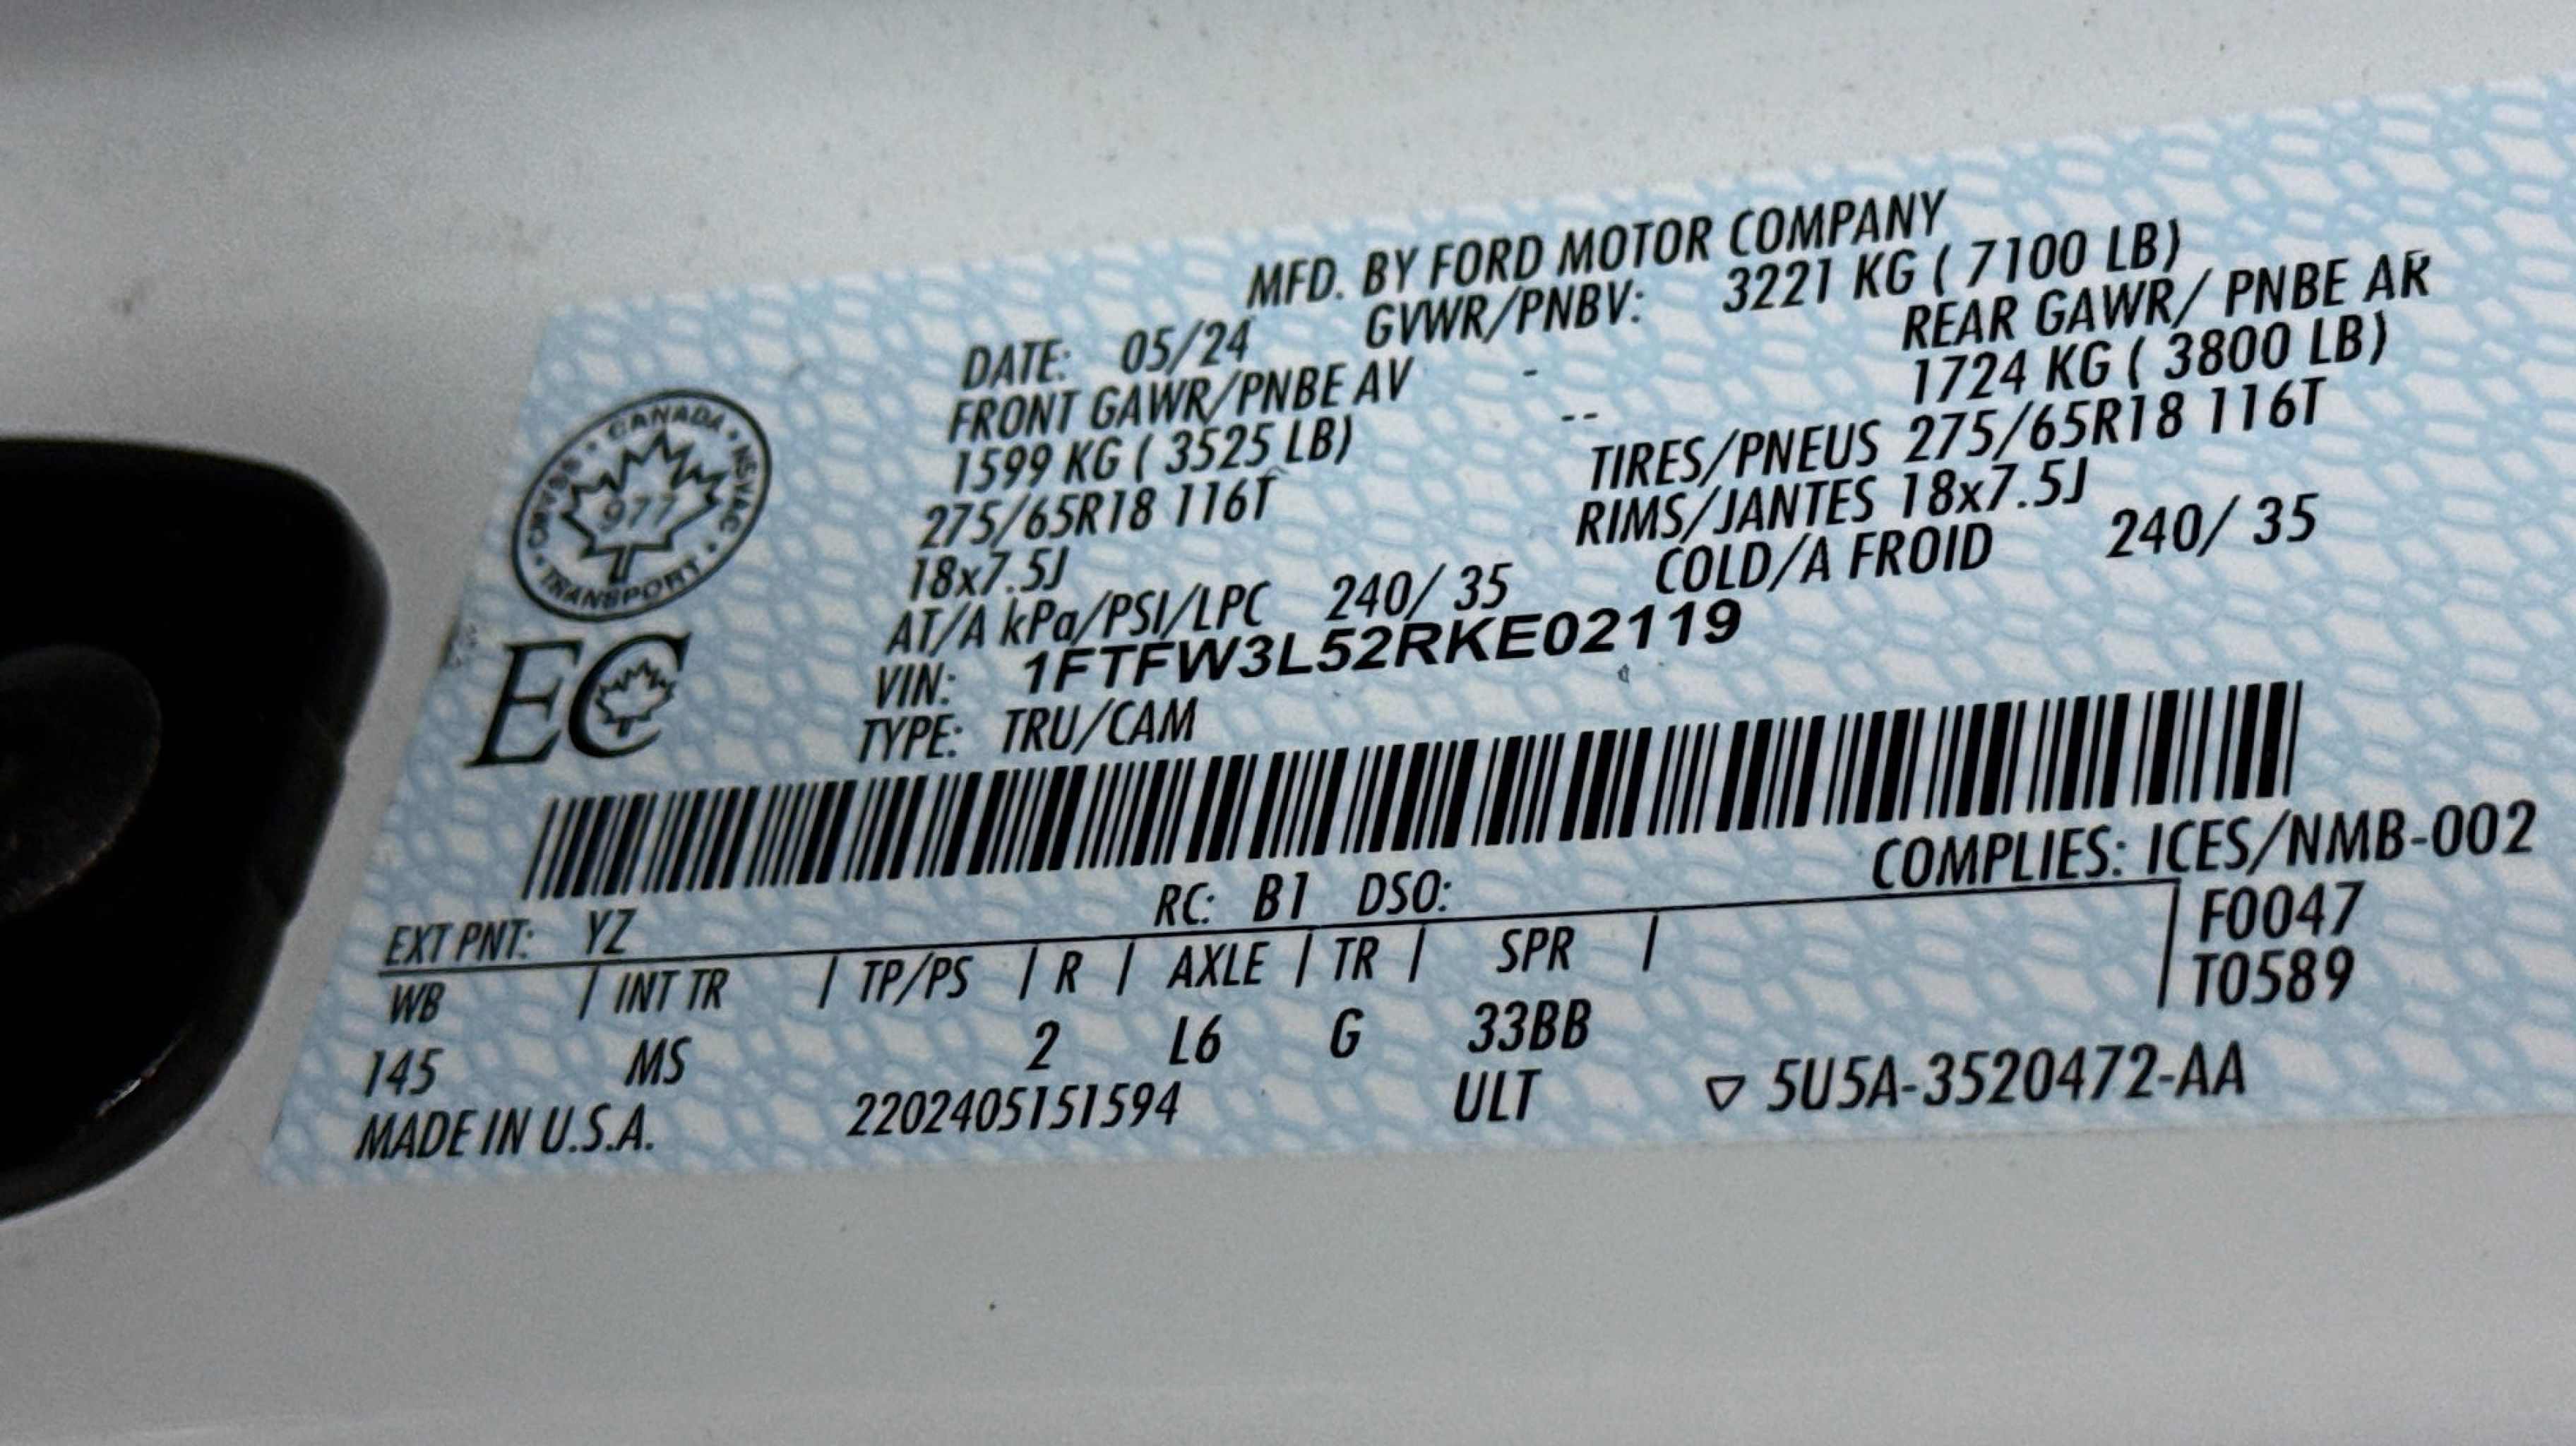 MFD. BY FORD MOTOR COMPANY
DATE: 05/24 GVWR/PNBV: 3221 KG ( 7100 LB)
FRONT GAWR/PNBE AV - REAR GAWR/ PNBE AR
1599 KG ( 3525 LB) -- 1724 KG ( 3800 LB)
275/65R18 116T TIRES/PNEUS 275/65R18 116T
18x7.5J RIMS/JANTES 18x7.5J
AT/A kPa/PSI/LPC 240/ 35 COLD/A FROID 240/ 35
VIN: 1FTFW3L52RKE02119
TYPE: TRU/CAM
CANADA • NSVAC • TRANSPORT • CMVSS •
977
EC
COMPLIES: ICES/NMB-002
EXT PNT: YZ RC: B1 DSO:
WB | INT TR | TP/PS | R | AXLE | TR | SPR | F0047
T0589
145 MS 2 L6 G 33BB
MADE IN U.S.A. 2202405151594 ULT ▽ 5U5A-3520472-AA